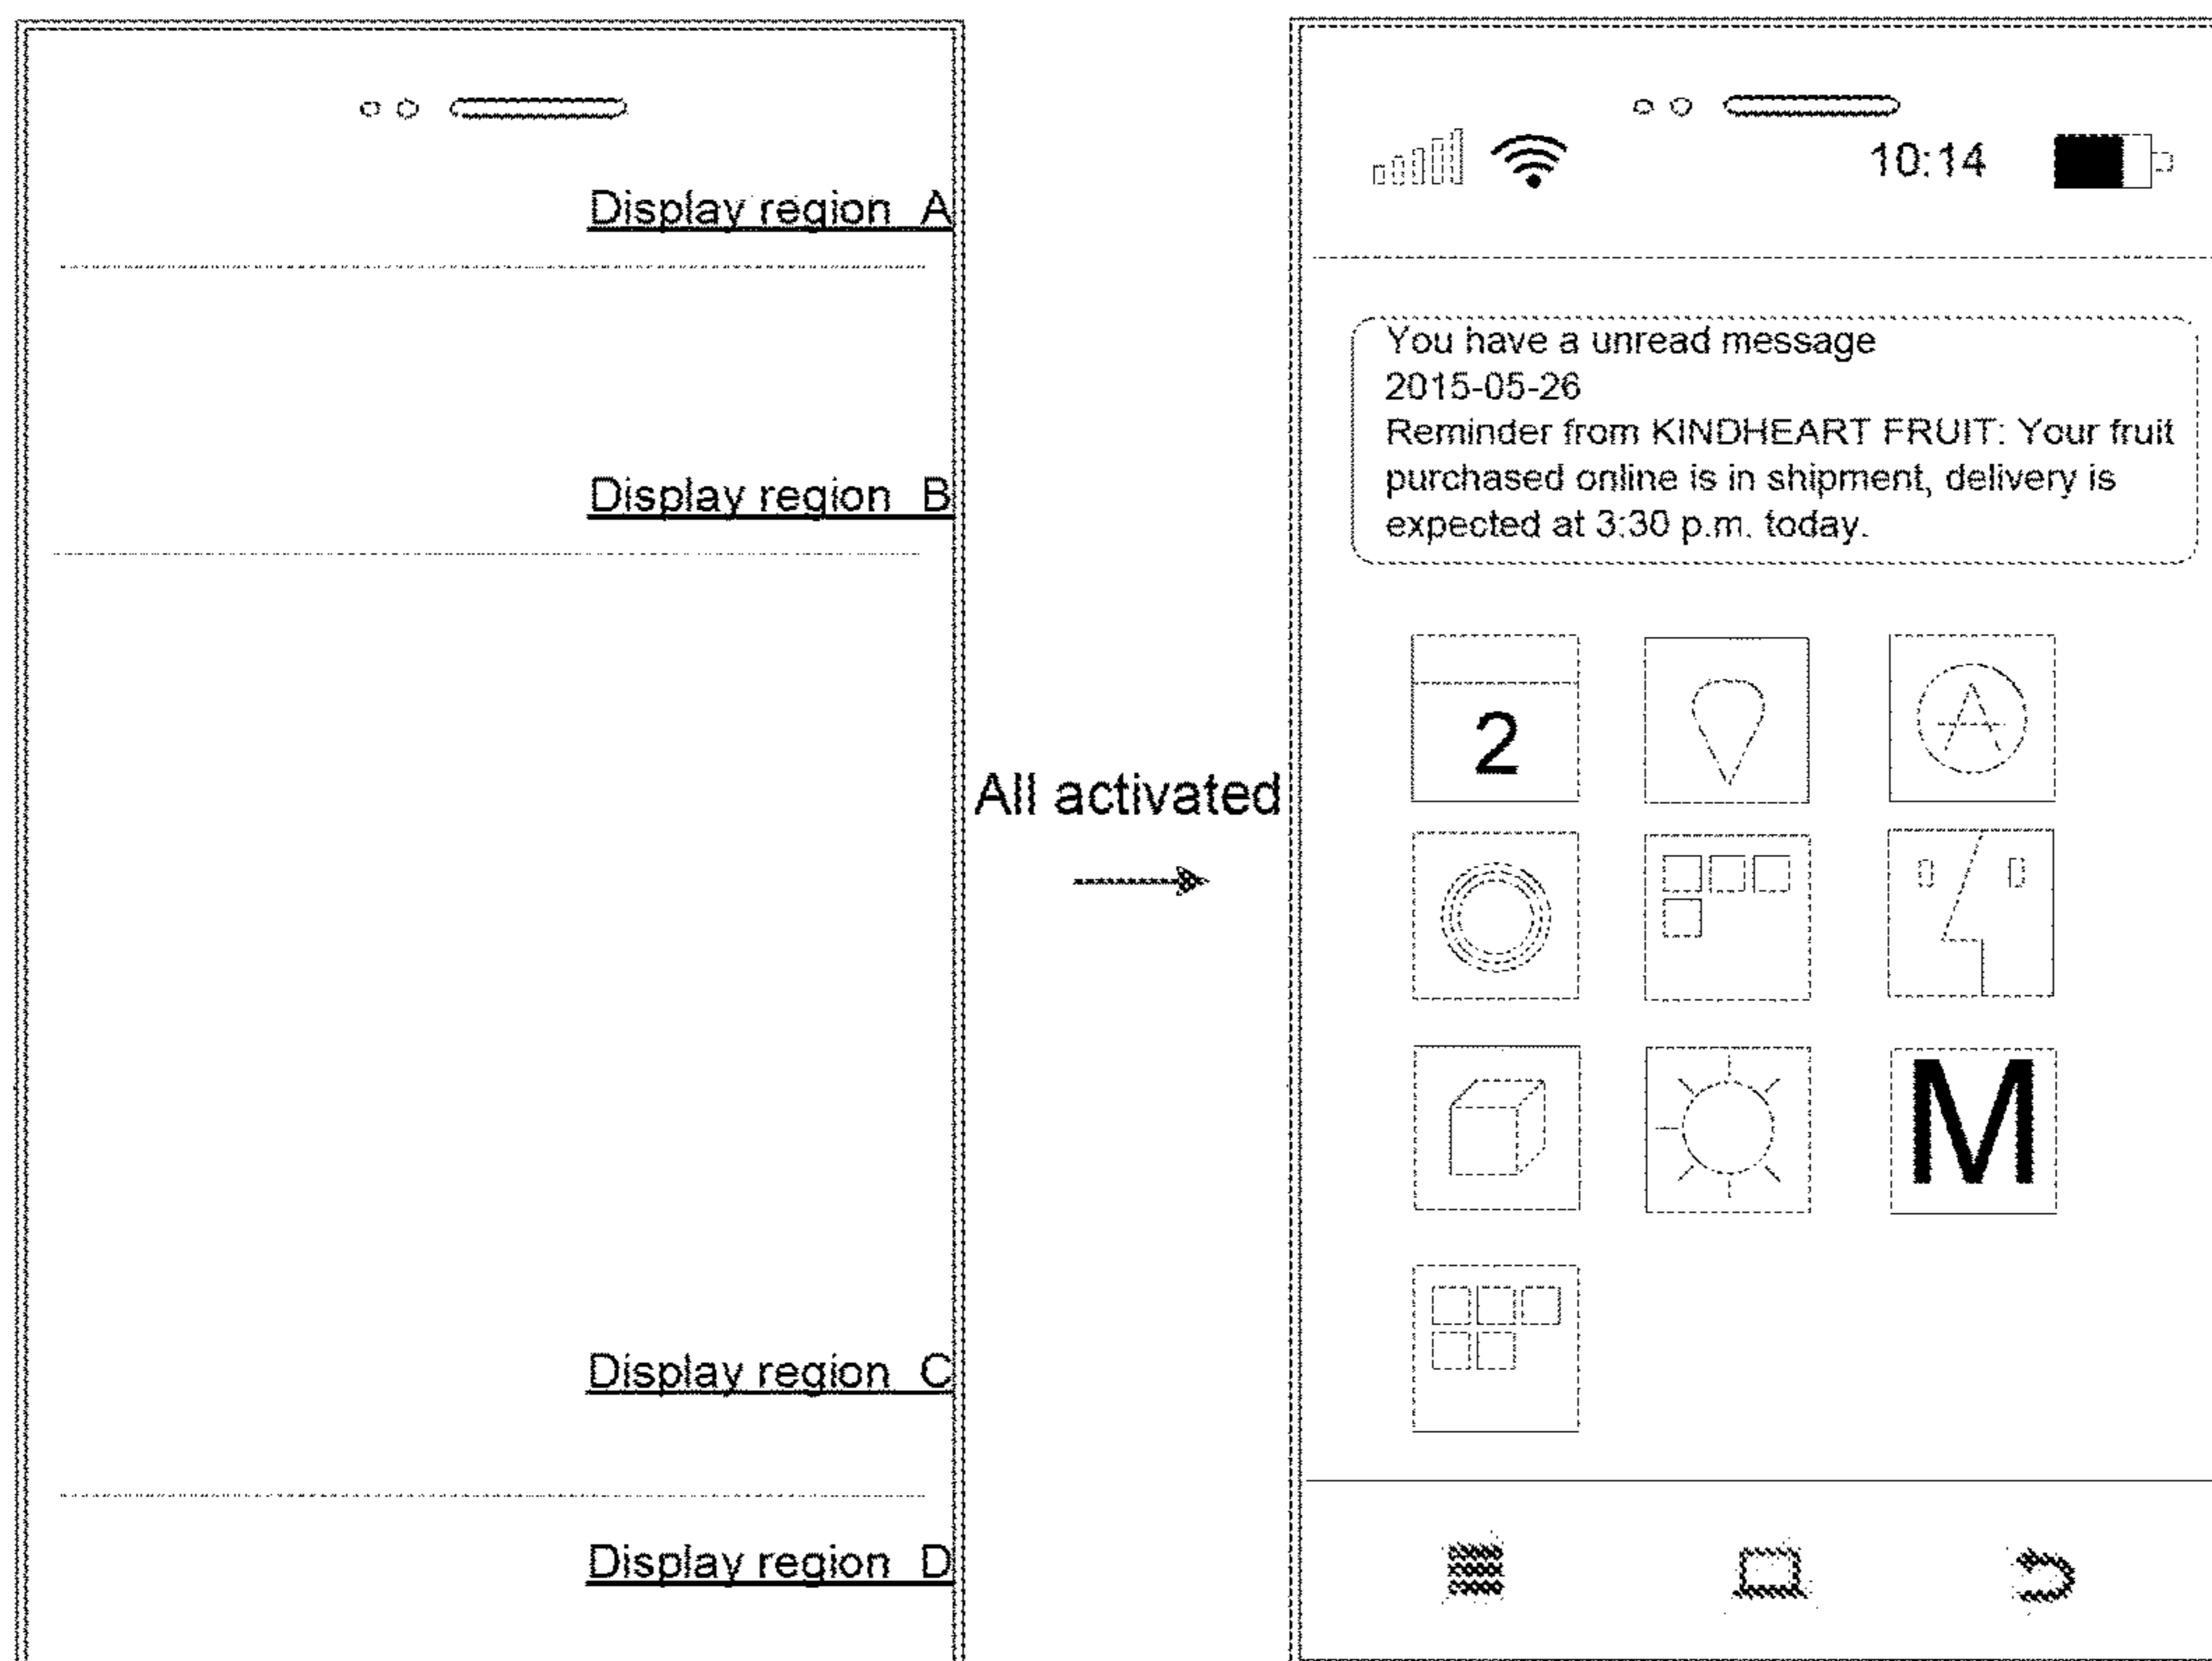 Display region A
Display region B
Display region C
Display region D
All activated
10:14
You have a unread message
2015-05-26
Reminder from KINDHEART FRUIT: Your fruit
purchased online is in shipment, delivery is
expected at 3:30 p.m. today.
2
A
M